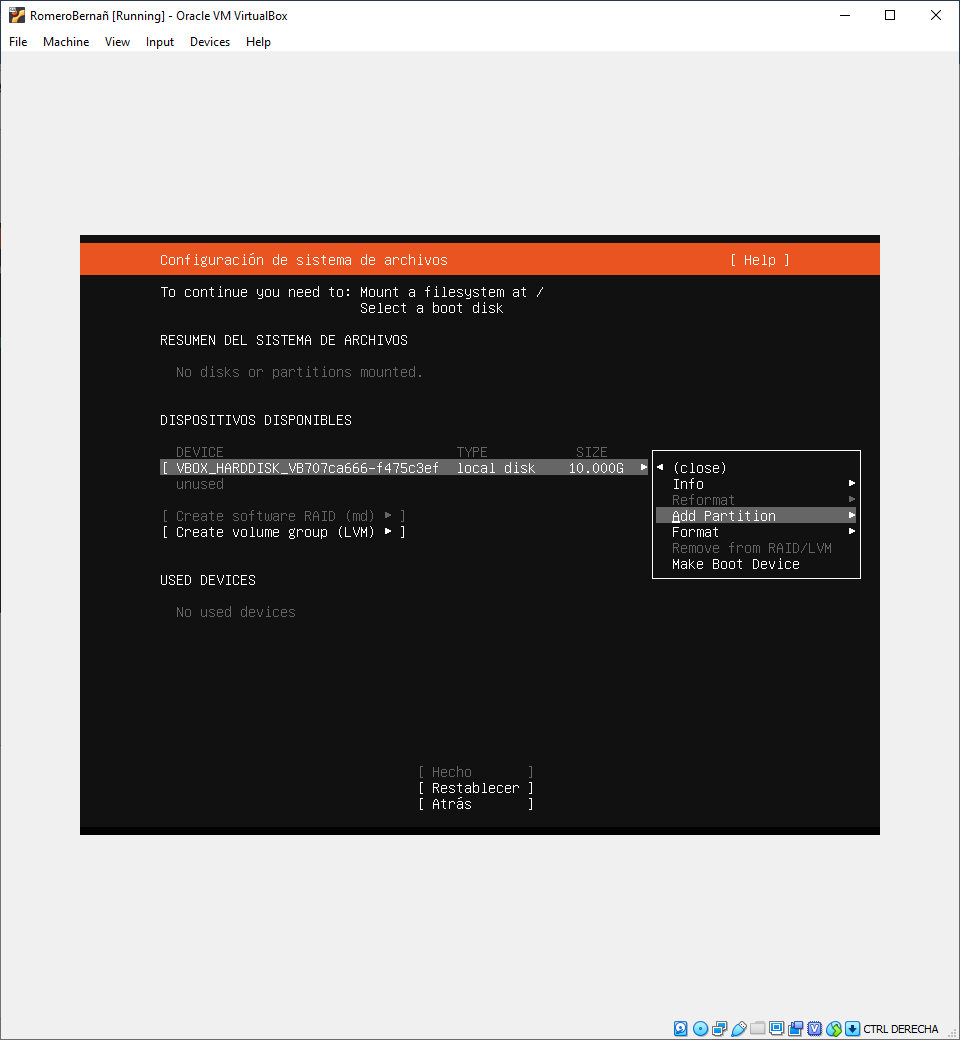 RomeroBernañ [Running] - Oracle VM VirtualBox
File Machine View Input Devices Help
Configuración de sistema de archivos [ Help ]
To continue you need to: Mount a filesystem at /
Select a boot disk
RESUMEN DEL SISTEMA DE ARCHIVOS
No disks or partitions mounted.
DISPOSITIVOS DISPONIBLES
DEVICE TYPE SIZE
[ VBOX_HARDDISK_VB707ca666-f475c3ef local disk 10.000G ▸
unused
[ Create software RAID (md) ▸ ]
[ Create volume group (LVM) ▸ ]
◂ (close)
Info ▸
Reformat ▸
Add Partition ▸
Format ▸
Remove from RAID/LVM
Make Boot Device
USED DEVICES
No used devices
[ Hecho ]
[ Restablecer ]
[ Atrás ]
CTRL DERECHA